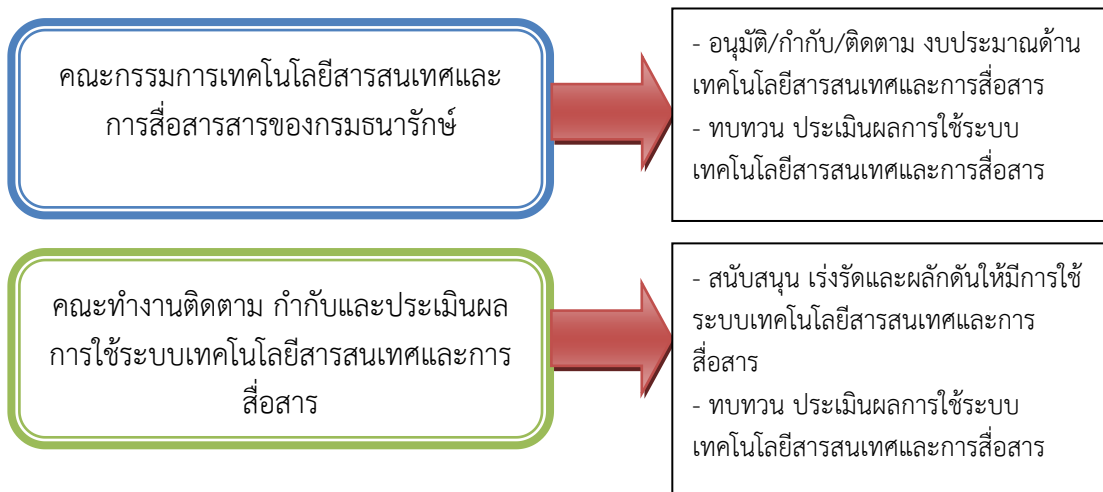 คณะกรรมการเทคโนโลยีสารสนเทศและ
การสื่อสารสารของกรมธนารักษ์
- อนุมัติ/กำกับ/ติดตาม งบประมาณด้าน
เทคโนโลยีสารสนเทศและการสื่อสาร
- ทบทวน ประเมินผลการใช้ระบบ
เทคโนโลยีสารสนเทศและการสื่อสาร
คณะทำงานติดตาม กำกับและประเมินผล
การใช้ระบบเทคโนโลยีสารสนเทศและการ
สื่อสาร
- สนับสนุน เร่งรัดและผลักดันให้มีการใช้
ระบบเทคโนโลยีสารสนเทศและการ
สื่อสาร
- ทบทวน ประเมินผลการใช้ระบบ
เทคโนโลยีสารสนเทศและการสื่อสาร